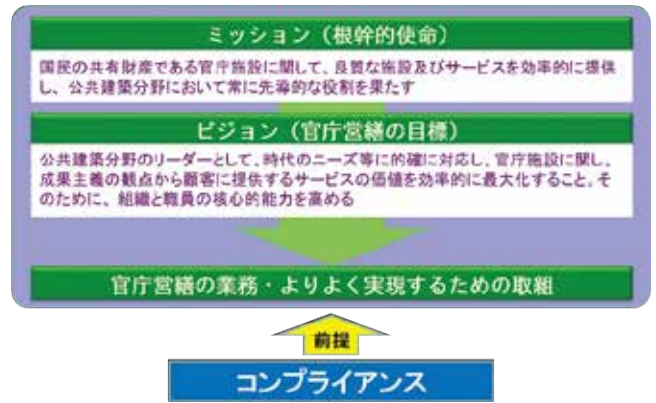 ミッション（根幹的使命）
国民の共有財産である官庁施設に関して、良質な施設及びサービスを効率的に提供
し、公共建築分野において常に先導的な役割を果たす
ビジョン（官庁営繕の目標）
公共建築分野のリーダーとして、時代のニーズ等に的確に対応し、官庁施設に関し、
成果主義の観点から顧客に提供するサービスの価値を効率的に最大化すること。そ
のために、組織と職員の核心的能力を高める
官庁営繕の業務・よりよく実現するための取組
前提
コンプライアンス